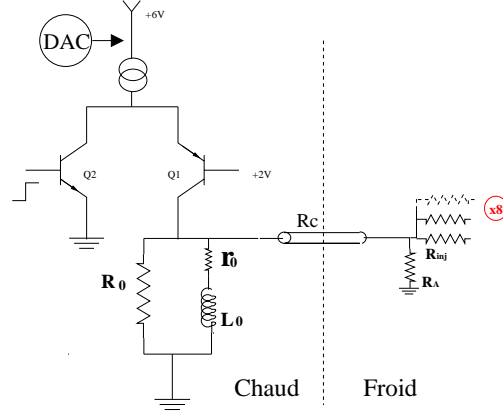 +6V
DAC
Q2
Q1
+2V
Rc
x8
Rinj
RA
R0
r0
L0
Chaud
Froid